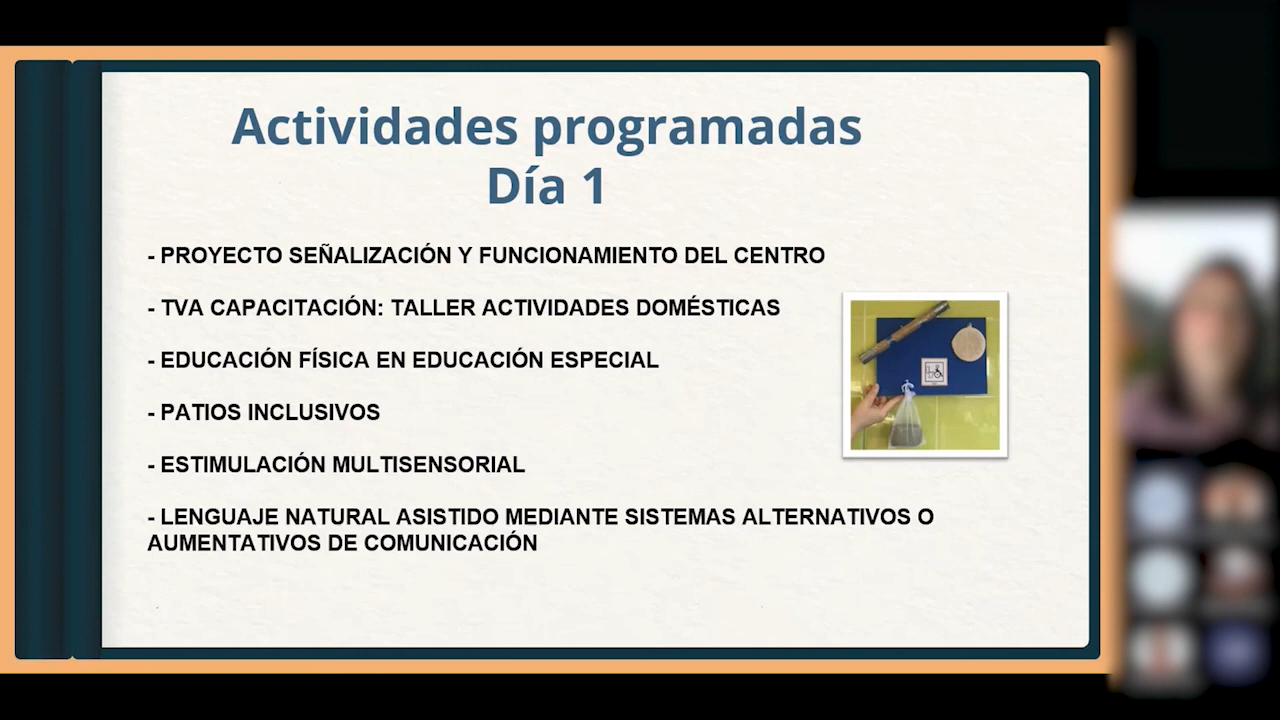 Actividades programadas
Día 1
- PROYECTO SEÑALIZACIÓN Y FUNCIONAMIENTO DEL CENTRO
- TVA CAPACITACIÓN: TALLER ACTIVIDADES DOMÉSTICAS
- EDUCACIÓN FÍSICA EN EDUCACIÓN ESPECIAL
- PATIOS INCLUSIVOS
- ESTIMULACIÓN MULTISENSORIAL
- LENGUAJE NATURAL ASISTIDO MEDIANTE SISTEMAS ALTERNATIVOS O
AUMENTATIVOS DE COMUNICACIÓN